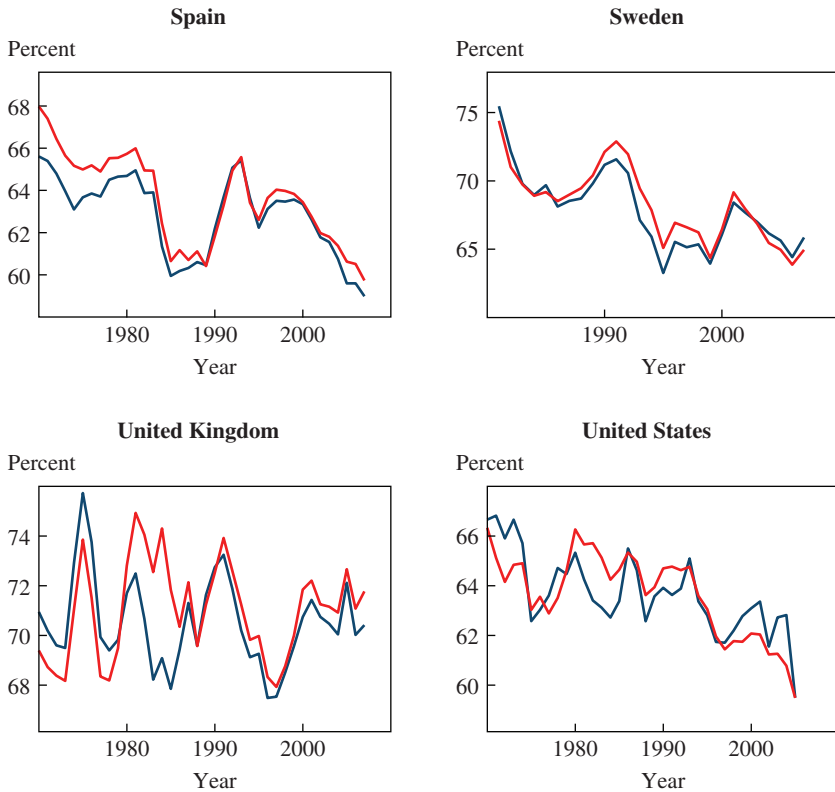 Spain
Percent
68
66
64
62
60
1980 1990 2000
Year
Sweden
Percent
75
70
65
1990 2000
Year
United Kingdom
Percent
74
72
70
68
1980 1990 2000
Year
United States
Percent
66
64
62
60
1980 1990 2000
Year